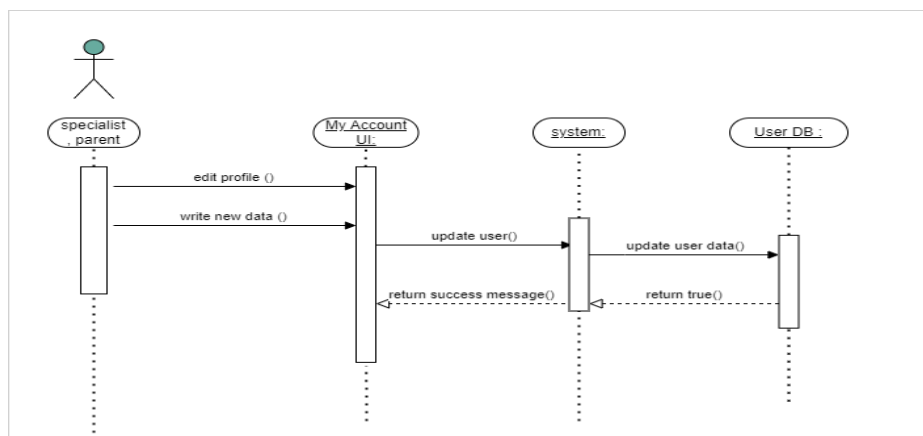 specialist
, parent
My Account
UI:
system:
User DB :
edit profile ()
write new data ()
update user()
update user data()
return success message()
return true()